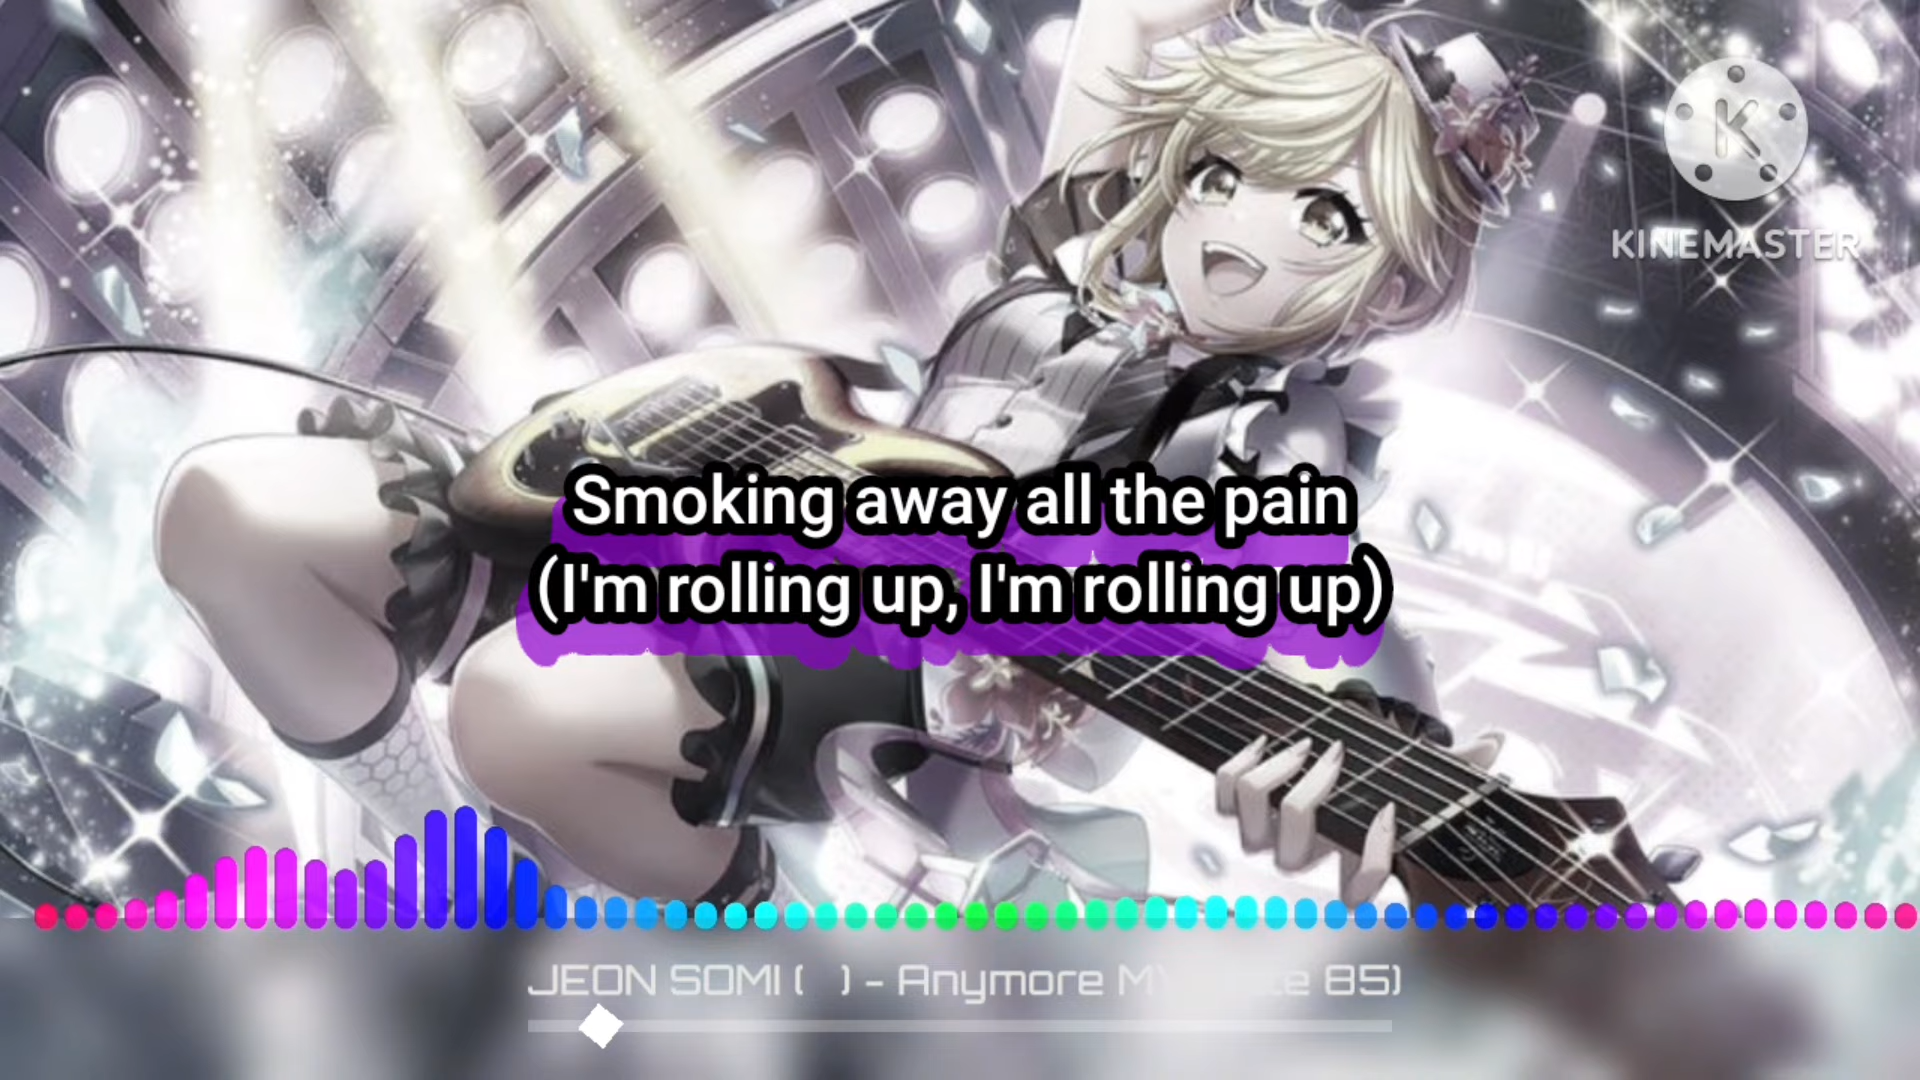 KINEMASTER
Smoking away all the pain
(I'm rolling up, I'm rolling up)
JEON SOMI ( ) - Anymore 85)